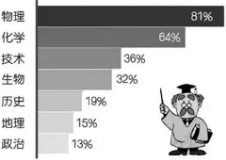 物理 81%
化学 64%
技术 36%
生物 32%
历史 19%
地理 15%
政治 13%